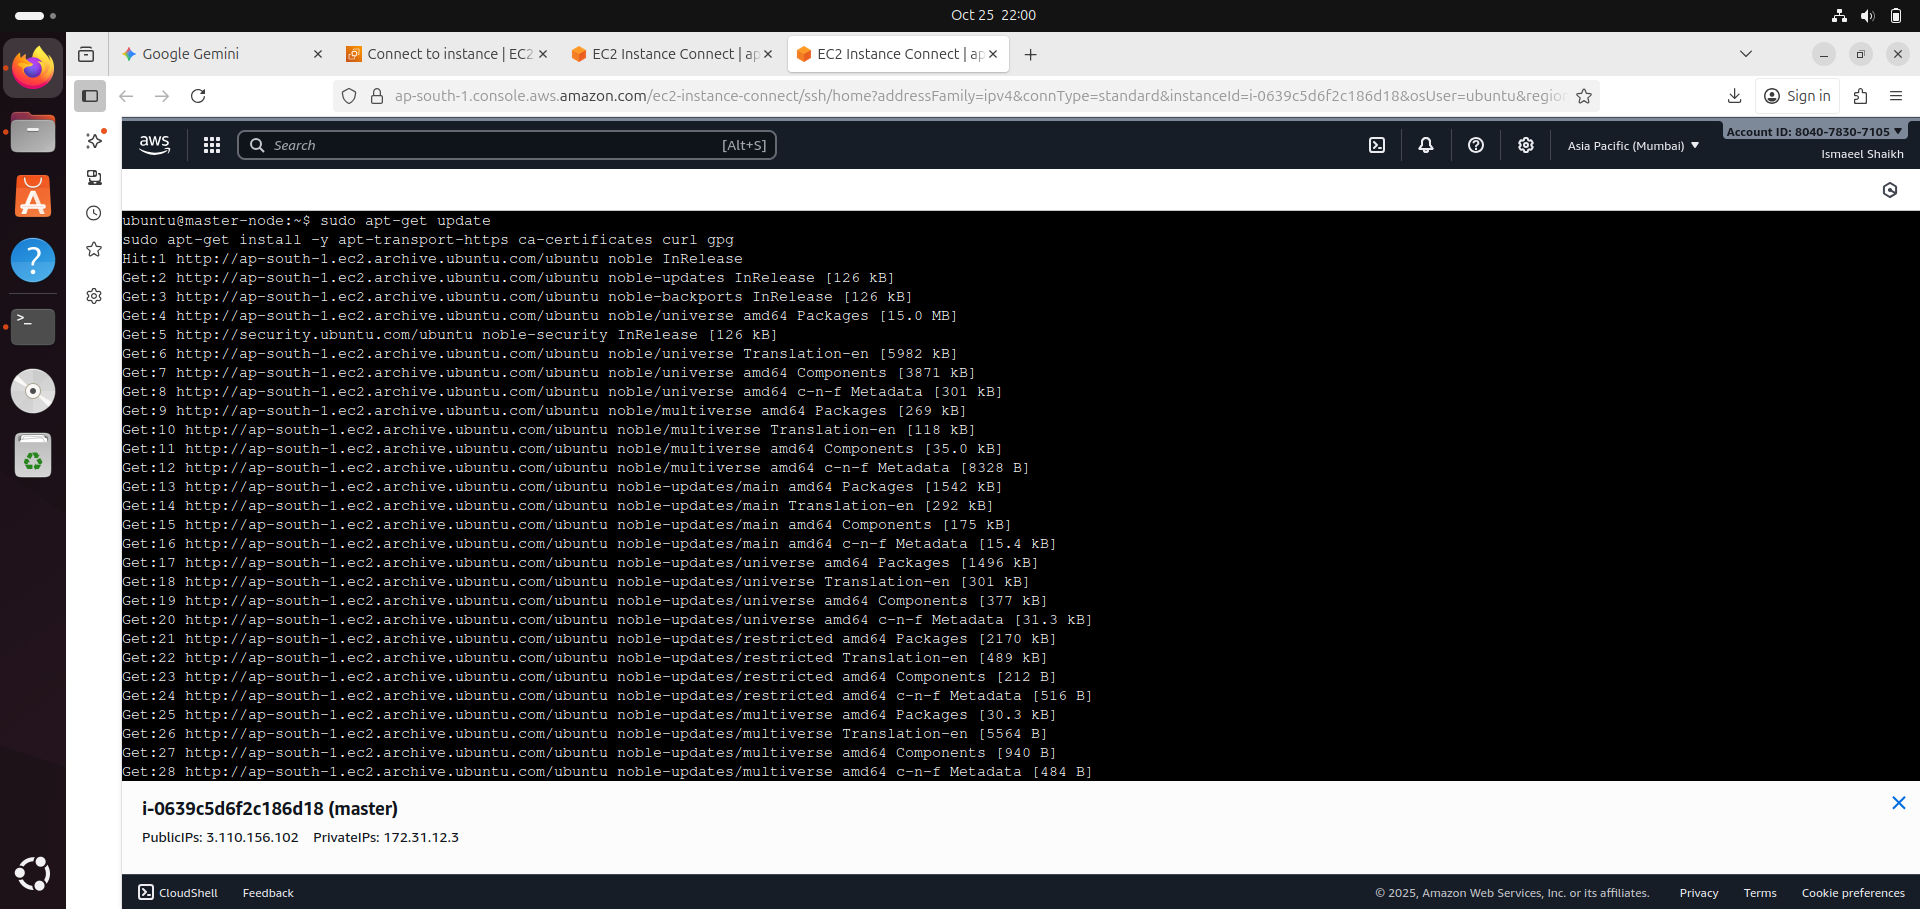 Oct 25 22:00
Google Gemini
Connect to instance | EC2
EC2 Instance Connect | ap
EC2 Instance Connect | ap
ap-south-1.console.aws.amazon.com/ec2-instance-connect/ssh/home?addressFamily=ipv4&connType=standard&instanceId=i-0639c5d6f2c186d18&osUser=ubuntu&region
Sign in
aws
Search
[Alt+S]
Asia Pacific (Mumbai)
Account ID: 8040-7830-7105
Ismaeel Shaikh
ubuntu@master-node:~$ sudo apt-get update
sudo apt-get install -y apt-transport-https ca-certificates curl gpg
Hit:1 http://ap-south-1.ec2.archive.ubuntu.com/ubuntu noble InRelease
Get:2 http://ap-south-1.ec2.archive.ubuntu.com/ubuntu noble-updates InRelease [126 kB]
Get:3 http://ap-south-1.ec2.archive.ubuntu.com/ubuntu noble-backports InRelease [126 kB]
Get:4 http://ap-south-1.ec2.archive.ubuntu.com/ubuntu noble/universe amd64 Packages [15.0 MB]
Get:5 http://security.ubuntu.com/ubuntu noble-security InRelease [126 kB]
Get:6 http://ap-south-1.ec2.archive.ubuntu.com/ubuntu noble/universe Translation-en [5982 kB]
Get:7 http://ap-south-1.ec2.archive.ubuntu.com/ubuntu noble/universe amd64 Components [3871 kB]
Get:8 http://ap-south-1.ec2.archive.ubuntu.com/ubuntu noble/universe amd64 c-n-f Metadata [301 kB]
Get:9 http://ap-south-1.ec2.archive.ubuntu.com/ubuntu noble/multiverse amd64 Packages [269 kB]
Get:10 http://ap-south-1.ec2.archive.ubuntu.com/ubuntu noble/multiverse Translation-en [118 kB]
Get:11 http://ap-south-1.ec2.archive.ubuntu.com/ubuntu noble/multiverse amd64 Components [35.0 kB]
Get:12 http://ap-south-1.ec2.archive.ubuntu.com/ubuntu noble/multiverse amd64 c-n-f Metadata [8328 B]
Get:13 http://ap-south-1.ec2.archive.ubuntu.com/ubuntu noble-updates/main amd64 Packages [1542 kB]
Get:14 http://ap-south-1.ec2.archive.ubuntu.com/ubuntu noble-updates/main Translation-en [292 kB]
Get:15 http://ap-south-1.ec2.archive.ubuntu.com/ubuntu noble-updates/main amd64 Components [175 kB]
Get:16 http://ap-south-1.ec2.archive.ubuntu.com/ubuntu noble-updates/main amd64 c-n-f Metadata [15.4 kB]
Get:17 http://ap-south-1.ec2.archive.ubuntu.com/ubuntu noble-updates/universe amd64 Packages [1496 kB]
Get:18 http://ap-south-1.ec2.archive.ubuntu.com/ubuntu noble-updates/universe Translation-en [301 kB]
Get:19 http://ap-south-1.ec2.archive.ubuntu.com/ubuntu noble-updates/universe amd64 Components [377 kB]
Get:20 http://ap-south-1.ec2.archive.ubuntu.com/ubuntu noble-updates/universe amd64 c-n-f Metadata [31.3 kB]
Get:21 http://ap-south-1.ec2.archive.ubuntu.com/ubuntu noble-updates/restricted amd64 Packages [2170 kB]
Get:22 http://ap-south-1.ec2.archive.ubuntu.com/ubuntu noble-updates/restricted Translation-en [489 kB]
Get:23 http://ap-south-1.ec2.archive.ubuntu.com/ubuntu noble-updates/restricted amd64 Components [212 B]
Get:24 http://ap-south-1.ec2.archive.ubuntu.com/ubuntu noble-updates/restricted amd64 c-n-f Metadata [516 B]
Get:25 http://ap-south-1.ec2.archive.ubuntu.com/ubuntu noble-updates/multiverse amd64 Packages [30.3 kB]
Get:26 http://ap-south-1.ec2.archive.ubuntu.com/ubuntu noble-updates/multiverse Translation-en [5564 B]
Get:27 http://ap-south-1.ec2.archive.ubuntu.com/ubuntu noble-updates/multiverse amd64 Components [940 B]
Get:28 http://ap-south-1.ec2.archive.ubuntu.com/ubuntu noble-updates/multiverse amd64 c-n-f Metadata [484 B]
i-0639c5d6f2c186d18 (master)
PublicIPs: 3.110.156.102 PrivateIPs: 172.31.12.3
CloudShell Feedback
© 2025, Amazon Web Services, Inc. or its affiliates. Privacy Terms Cookie preferences